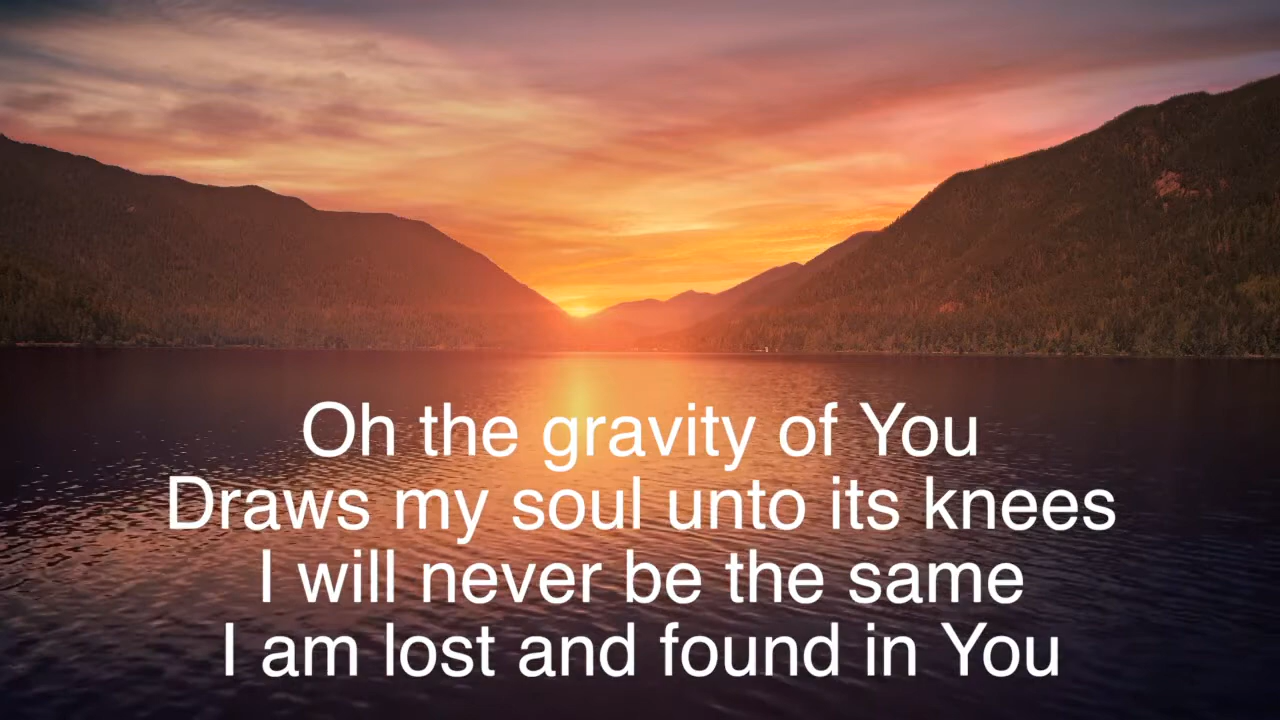 Oh the gravity of You
Draws my soul unto its knees
I will never be the same
I am lost and found in You